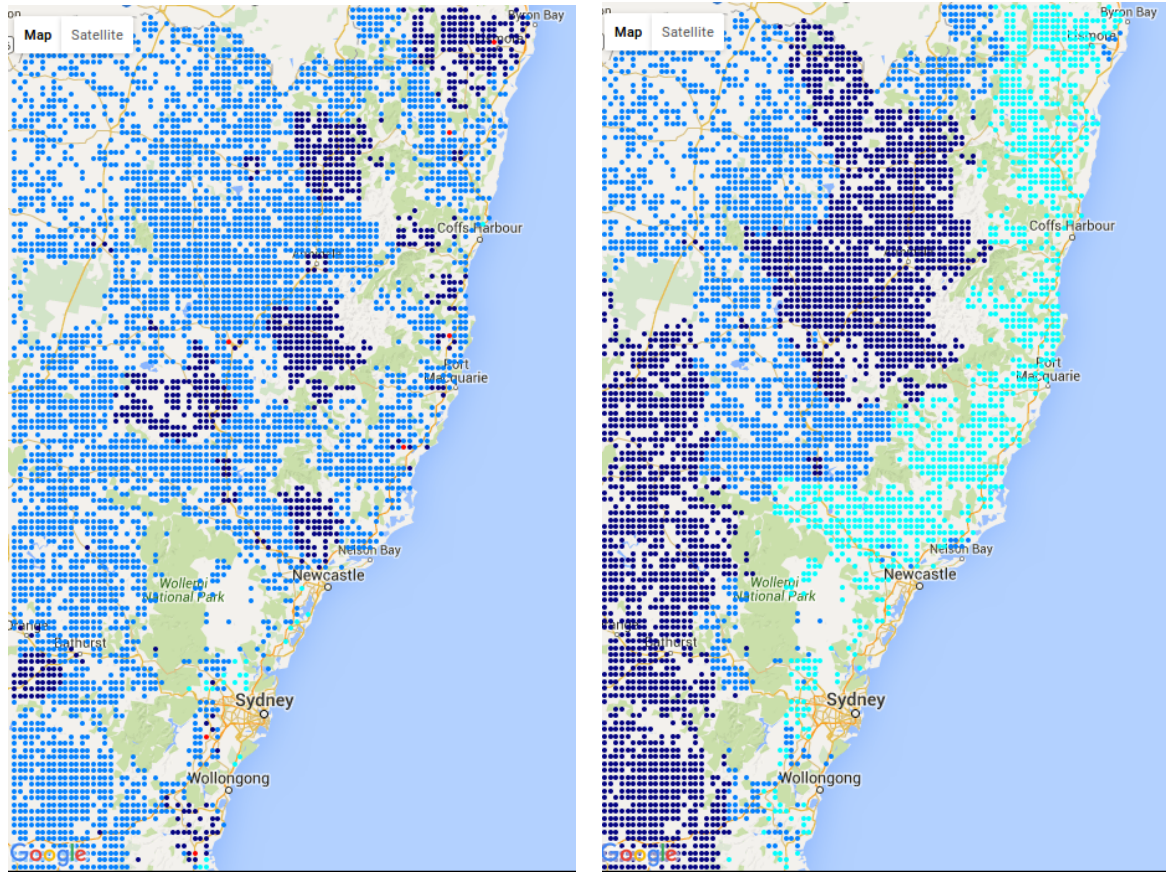 Map Satellite
Byron Bay
Coffs Harbour
Port
Macquarie
Nelson Bay
Newcastle
Wollemi
National Park
Bathurst
Sydney
Wollongong
Google
Map Satellite
Byron Bay
Lismora
Coffs Harbour
Port
Macquarie
Nelson Bay
Newcastle
Wollemi
National Park
Bathurst
Sydney
Wollongong
Google